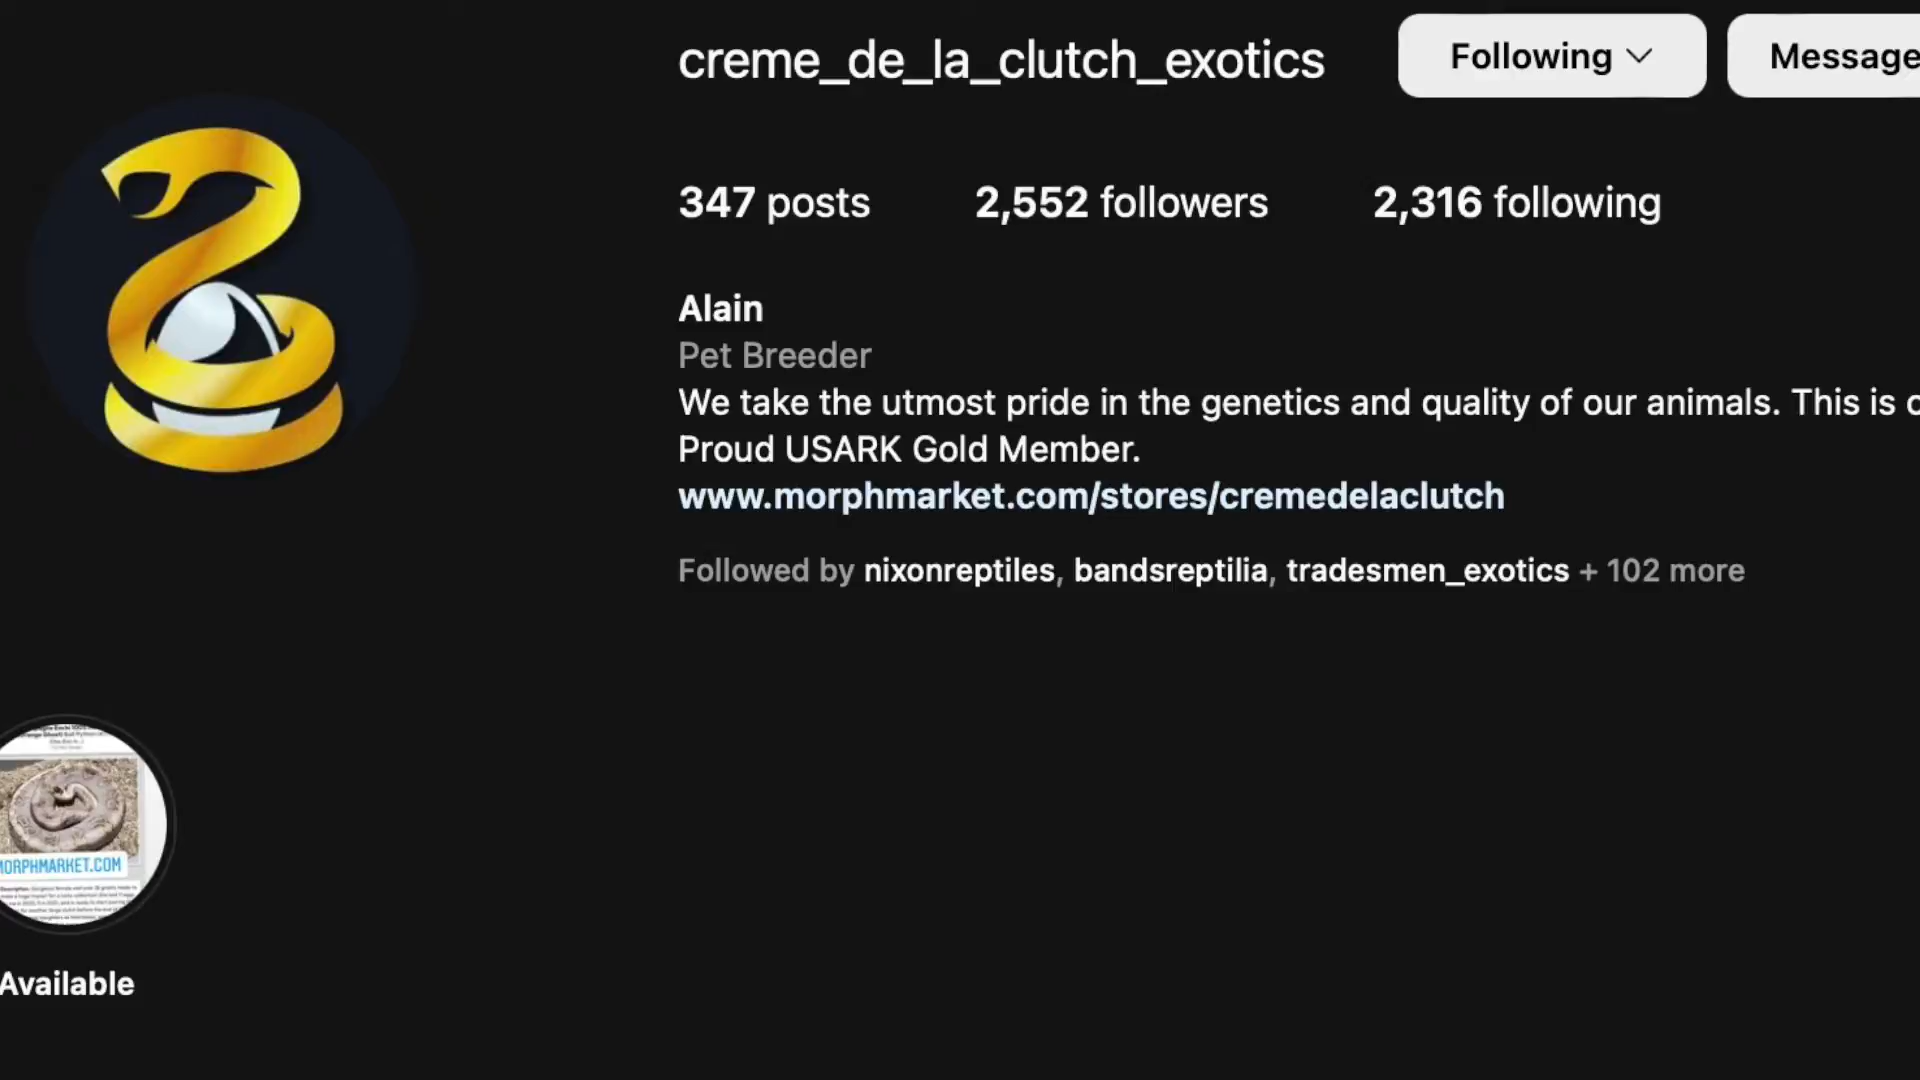 creme_de_la_clutch_exotics
Following
Message
347 posts
2,552 followers
2,316 following
Alain
Pet Breeder
We take the utmost pride in the genetics and quality of our animals. This is
Proud USARK Gold Member.
www.morphmarket.com/stores/cremedelaclutch
Followed by nixonreptiles, bandsreptilia, tradesmen_exotics + 102 more
MORPHMARKET.COM
Available